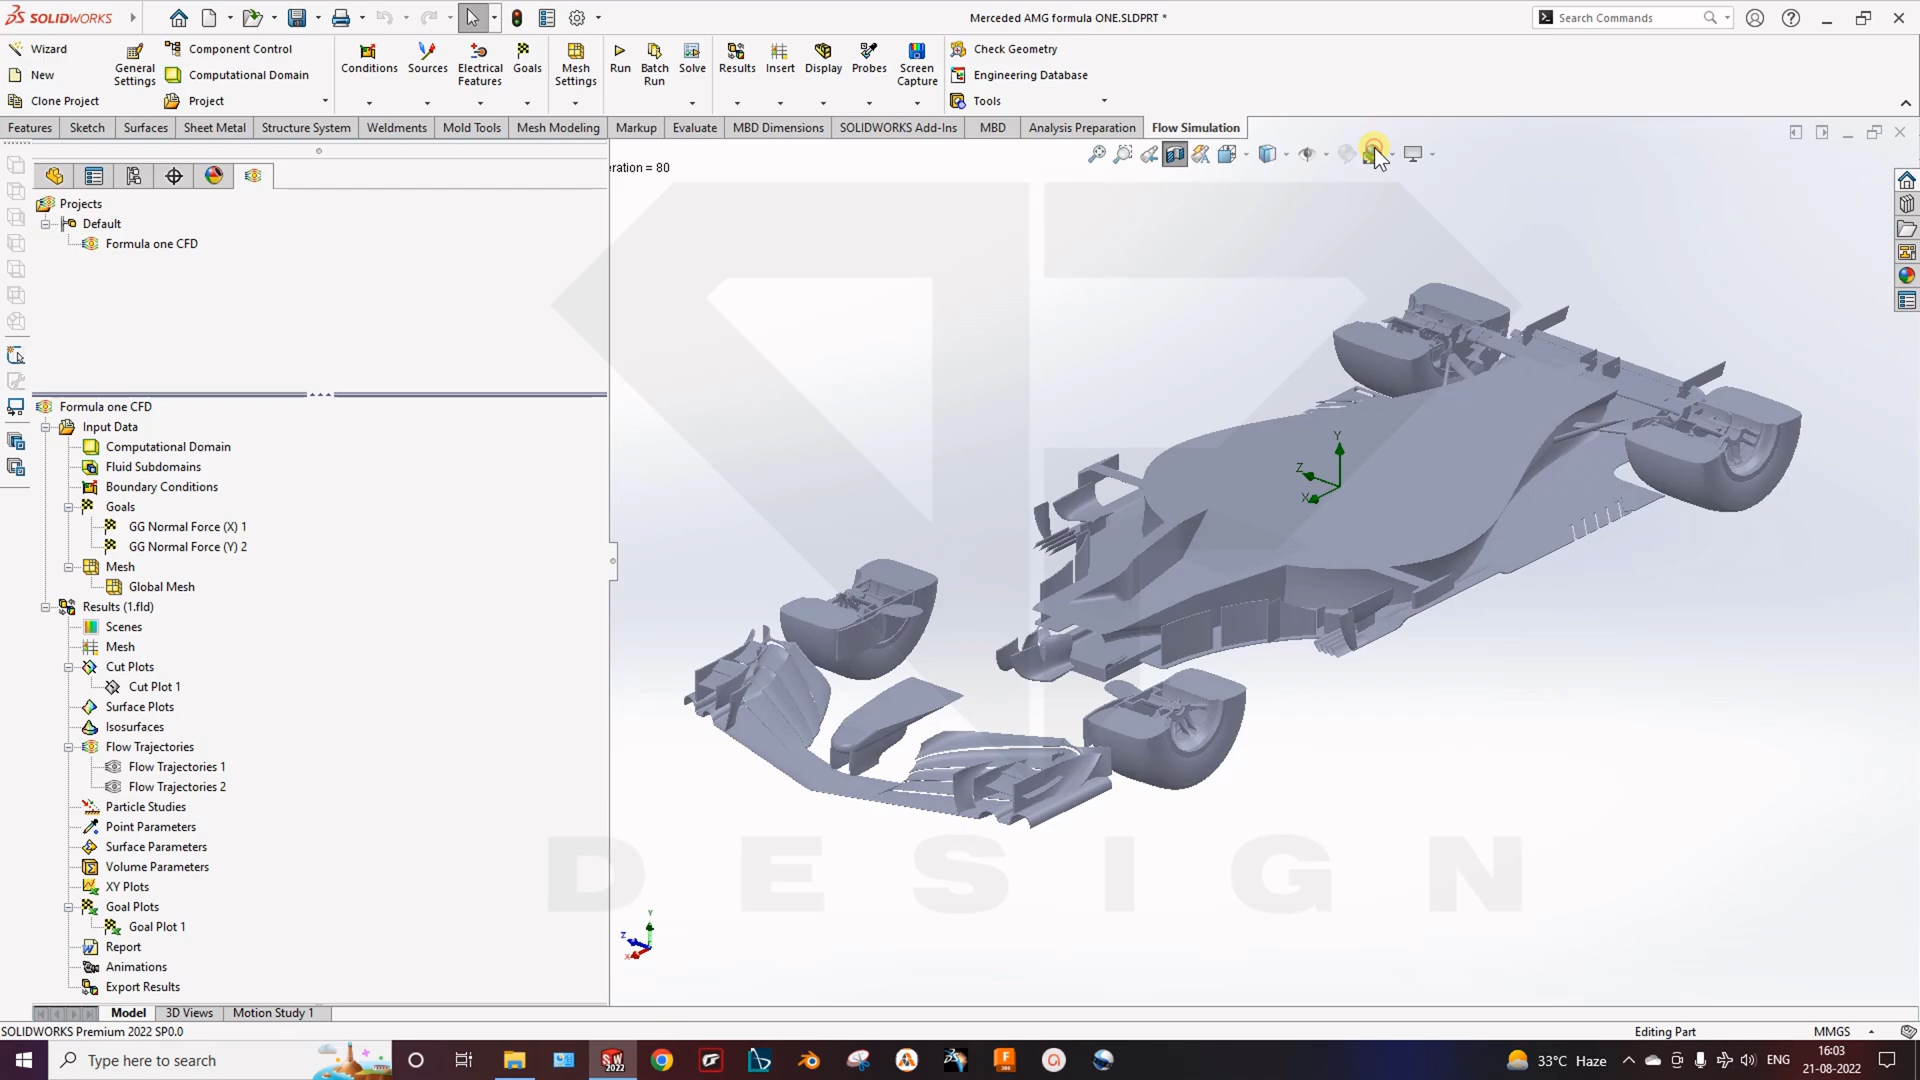 SOLIDWORKS
Merceded AMG formula ONE.SLDPRT *
Search Commands
Wizard
New
Clone Project
General Settings
Component Control
Computational Domain
Project
Conditions
Sources
Electrical Features
Goals
Mesh Settings
Run
Batch Run
Solve
Results
Insert
Display
Probes
Screen Capture
Check Geometry
Engineering Database
Tools
Features
Sketch
Surfaces
Sheet Metal
Structure System
Weldments
Mold Tools
Mesh Modeling
Markup
Evaluate
MBD Dimensions
SOLIDWORKS Add-Ins
MBD
Analysis Preparation
Flow Simulation
eration = 80
Projects
Default
Formula one CFD
Formula one CFD
Input Data
Computational Domain
Fluid Subdomains
Boundary Conditions
Goals
GG Normal Force (X) 1
GG Normal Force (Y) 2
Mesh
Global Mesh
Results (1.fld)
Scenes
Mesh
Cut Plots
Cut Plot 1
Surface Plots
Isosurfaces
Flow Trajectories
Flow Trajectories 1
Flow Trajectories 2
Particle Studies
Point Parameters
Surface Parameters
Volume Parameters
XY Plots
Goal Plots
Goal Plot 1
Report
Animations
Export Results
Y
Z
X
DESIGN
Y
Z
X
Model
3D Views
Motion Study 1
SOLIDWORKS Premium 2022 SP0.0
Editing Part
MMGS
Type here to search
SW
2022
33°C Haze
ENG
16:03
21-08-2022